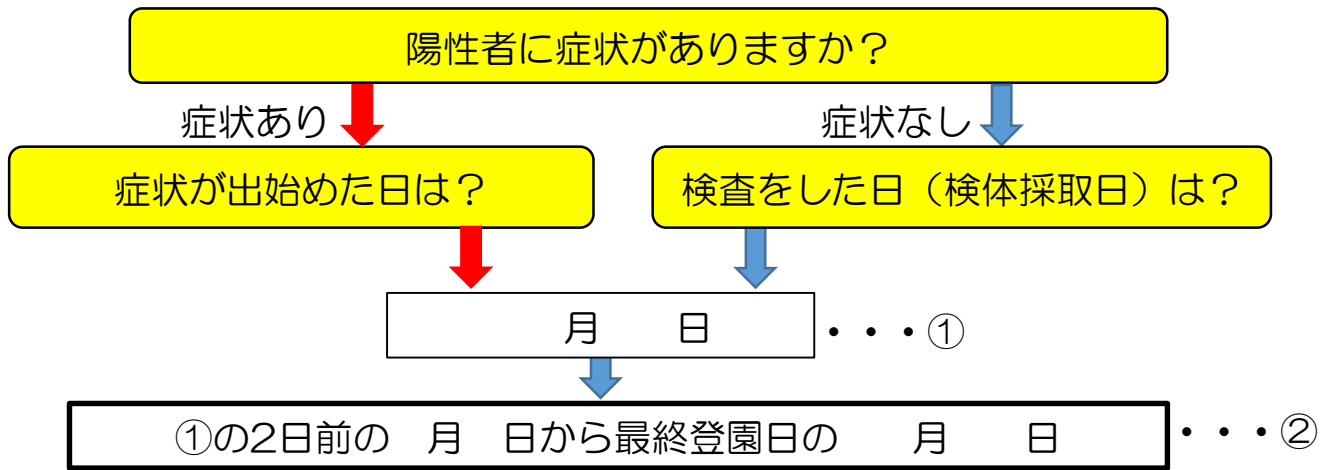 陽性者に症状がありますか？
症状あり
症状なし
症状が出始めた日は？
検査をした日（検体採取日）は？
月　　日
・・・①
①の2日前の　月　日から最終登園日の　　月　　日
・・・②